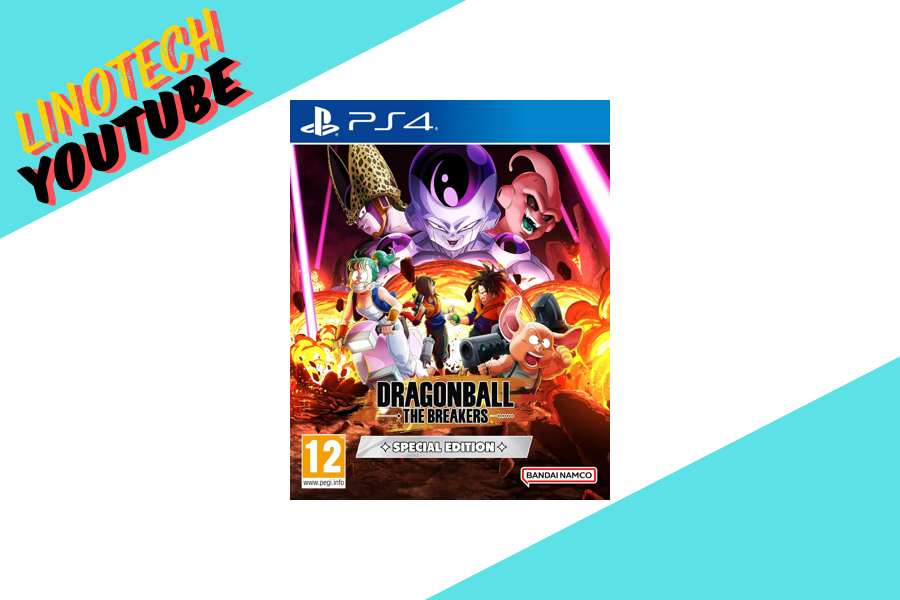 LINOTECH
YOUTUBE
PS4
DRAGONBALL
THE BREAKERS
SPECIAL EDITION
12
www.pegi.info
BANDAI NAMCO